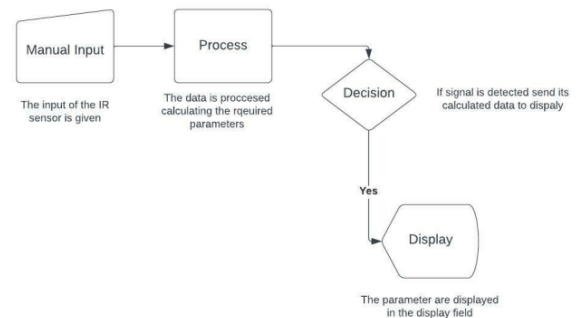 Manual Input
Process
The input of the IR
sensor is given
The data is proccesed
calculating the rqeuired
parameters
Decision
If signal is detected send its
calculated data to dispaly
Yes
Display
The parameter are displayed
in the display field